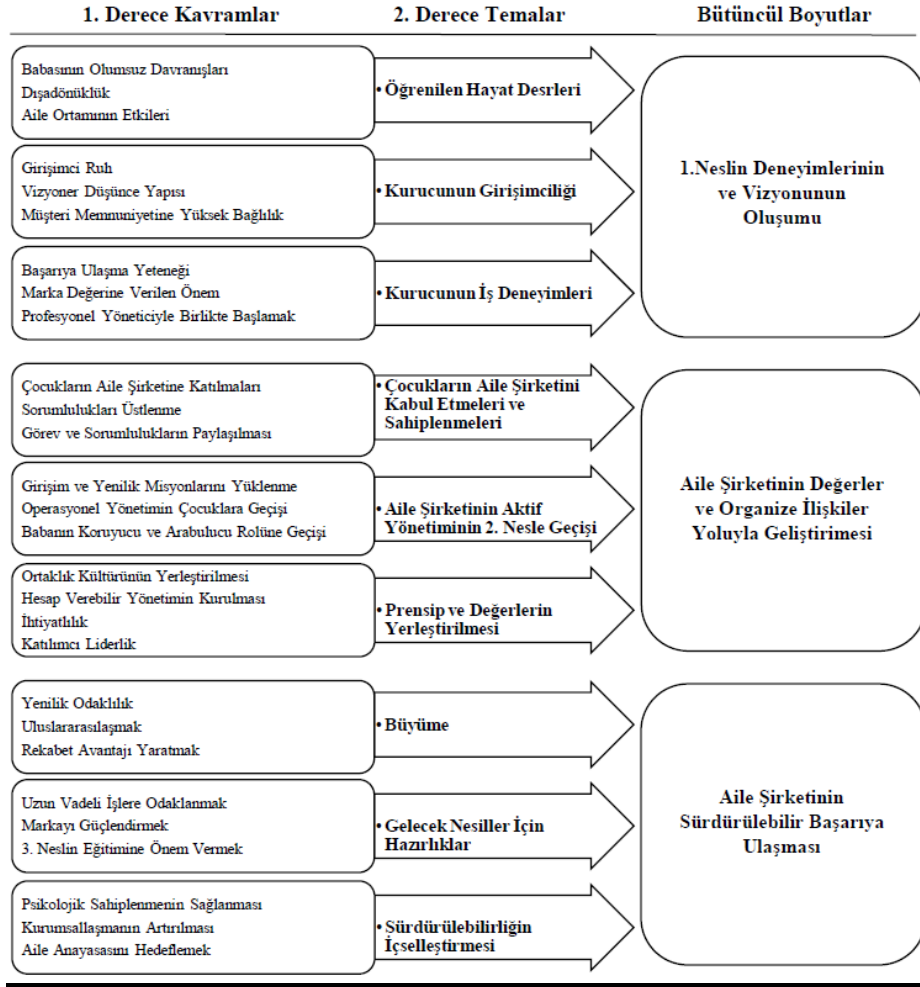 1. Derece Kavramlar
2. Derece Temalar
Bütüncül Boyutlar
Babasının Olumsuz Davranışları
Dışadönüklük
Aile Ortamının Etkileri
• Öğrenilen Hayat Desrleri
Girişimci Ruh
Vizyoner Düşünce Yapısı
Müşteri Memnuniyetine Yüksek Bağlılık
• Kurucunun Girişimciliği
Başarıya Ulaşma Yeteneği
Marka Değerine Verilen Önem
Profesyonel Yöneticiyle Birlikte Başlamak
• Kurucunun İş Deneyimleri
1.Neslin Deneyimlerinin
ve Vizyonunun
Oluşumu
Çocukların Aile Şirketine Katılmaları
Sorumlulukları Üstlenme
Görev ve Sorumlulukların Paylaşılması
• Çocukların Aile Şirketini
Kabul Etmeleri ve
Sahiplenmeleri
Girişim ve Yenilik Misyonlarını Yüklenme
Operasyonel Yönetimin Çocuklara Geçişi
Babanın Koruyucu ve Arabulucu Rolüne Geçişi
• Aile Şirketinin Aktif
Yönetiminin 2. Nesle Geçişi
Ortaklık Kültürünün Yerleştirilmesi
Hesap Verebilir Yönetimin Kurulması
İhtiyatlılık
Katılımcı Liderlik
• Prensip ve Değerlerin
Yerleştirilmesi
Aile Şirketinin Değerler
ve Organize İlişkiler
Yoluyla Geliştirimesi
Yenilik Odaklılık
Uluslararasılaşmak
Rekabet Avantajı Yaratmak
• Büyüme
Uzun Vadeli İşlere Odaklanmak
Markayı Güçlendirmek
3. Neslin Eğitimine Önem Vermek
• Gelecek Nesiller İçin
Hazırlıklar
Psikolojik Sahiplenmenin Sağlanması
Kurumsallaşmanın Artırılması
Aile Anayasasını Hedeflemek
• Sürdürülebilirliğin
İçselleştirmesi
Aile Şirketinin
Sürdürülebilir Başarıya
Ulaşması